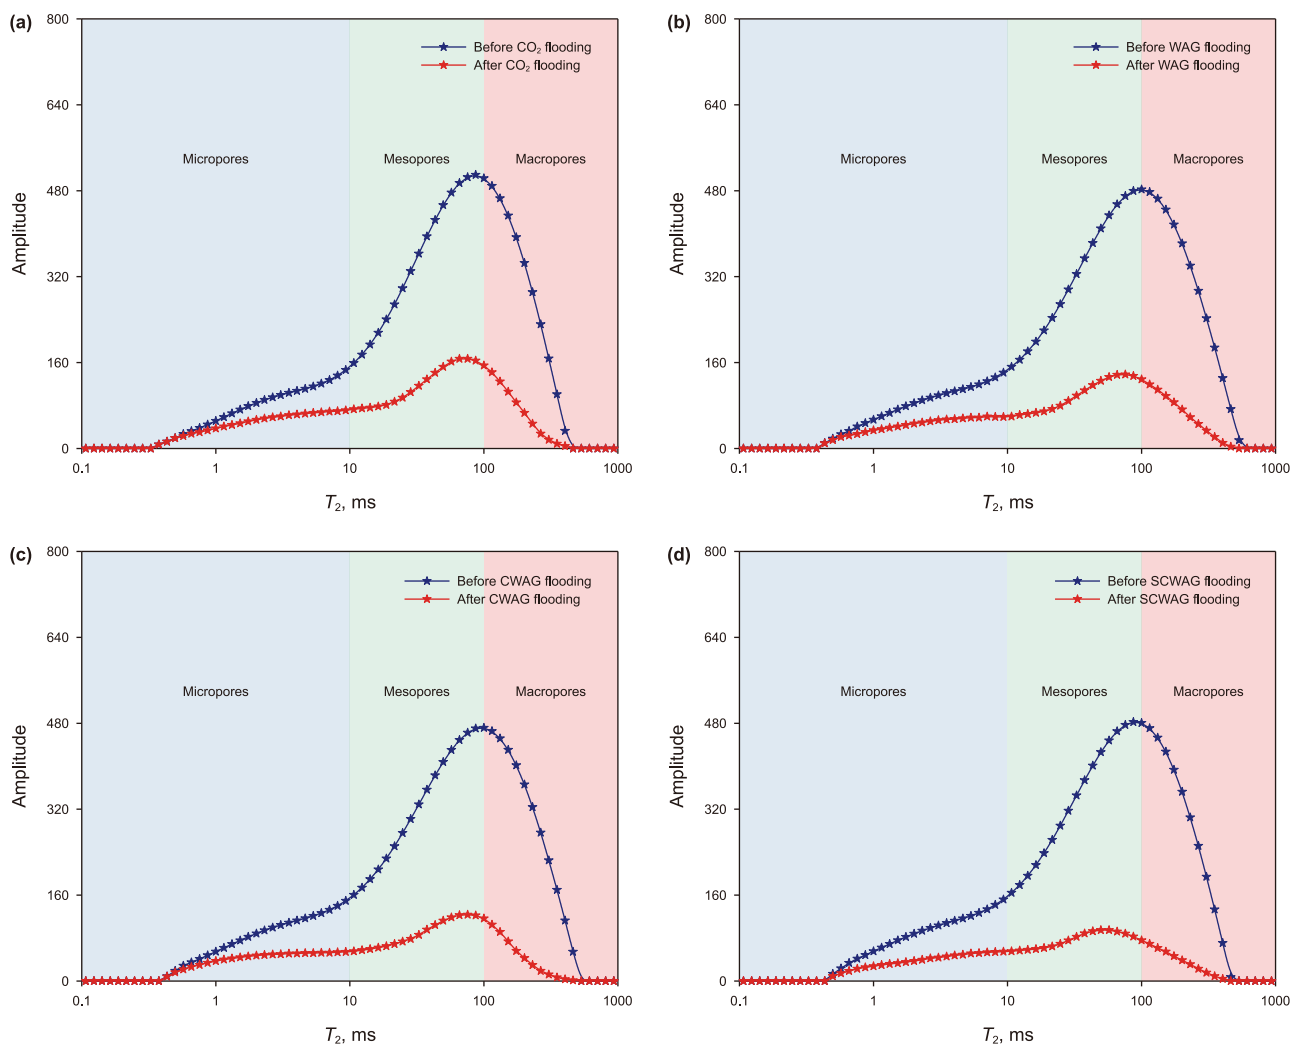 (a)
800
640
480
320
160
0
Amplitude
Before CO₂ flooding
After CO₂ flooding
Micropores
Mesopores
Macropores
0.1
1
10
100
1000
T₂, ms
(b)
800
640
480
320
160
0
Amplitude
Before WAG flooding
After WAG flooding
Micropores
Mesopores
Macropores
0.1
1
10
100
1000
T₂, ms
(c)
800
640
480
320
160
0
Amplitude
Before CWAG flooding
After CWAG flooding
Micropores
Mesopores
Macropores
0.1
1
10
100
1000
T₂, ms
(d)
800
640
480
320
160
0
Amplitude
Before SCWAG flooding
After SCWAG flooding
Micropores
Mesopores
Macropores
0.1
1
10
100
1000
T₂, ms